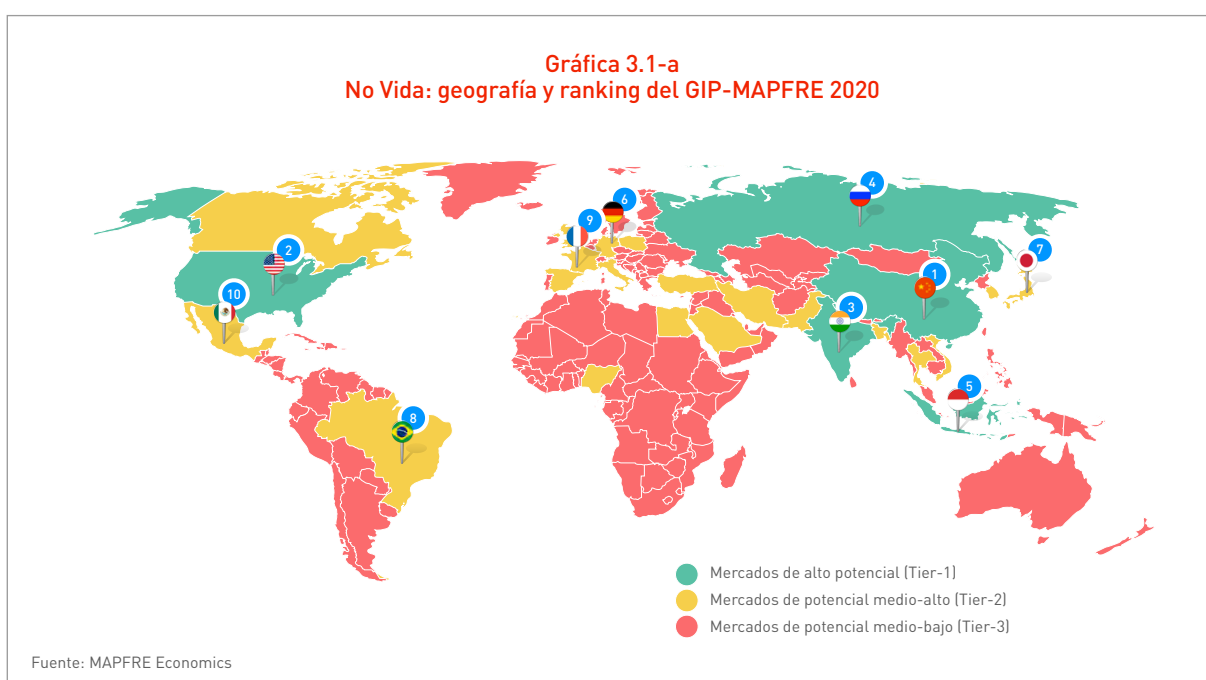 Gráfica 3.1-a
No Vida: geografía y ranking del GIP-MAPFRE 2020
4
6
9
7
2
1
10
3
5
8
Mercados de alto potencial (Tier-1)
Mercados de potencial medio-alto (Tier-2)
Mercados de potencial medio-bajo (Tier-3)
Fuente: MAPFRE Economics